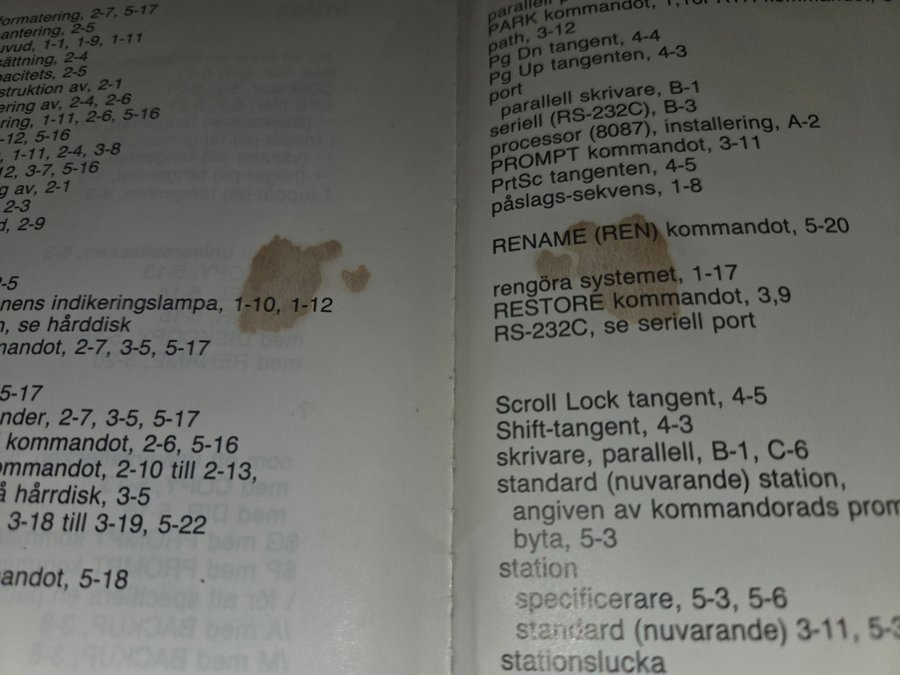 formatering, 2-7, 5-17
antering, 2-5
uvud, 1-1, 1-9, 1-11
sättning, 2-4
pacitets, 2-5
struktion av, 2-1
ering av, 2-4, 2-6
ring, 1-11, 2-6, 5-16
-12, 5-16
, 1-11, 2-4, 3-8
12, 3-7, 5-16
g av, 2-1
2-3
d, 2-9
2-5
nens indikeringslampa, 1-10, 1-12
n, se hårddisk
mandot, 2-7, 3-5, 5-17
5-17
nder, 2-7, 3-5, 5-17
kommandot, 2-6, 5-16
ommandot, 2-10 till 2-13,
å hårrdisk, 3-5
3-18 till 3-19, 5-22
mandot, 5-18
parallell
PARK kommandot,
path, 3-12
Pg Dn tangent, 4-4
Pg Up tangenten, 4-3
port
parallell skrivare, B-1
seriell (RS-232C), B-3
processor (8087), installering, A-2
PROMPT kommandot, 3-11
PrtSc tangenten, 4-5
påslags-sekvens, 1-8
RENAME (REN) kommandot, 5-20
rengöra systemet, 1-17
RESTORE kommandot, 3,9
RS-232C, se seriell port
Scroll Lock tangent, 4-5
Shift-tangent, 4-3
skrivare, parallell, B-1, C-6
standard (nuvarande) station,
angiven av kommandorads prom
byta, 5-3
station
specificerare, 5-3, 5-6
standard (nuvarande) 3-11, 5-3
stationslucka